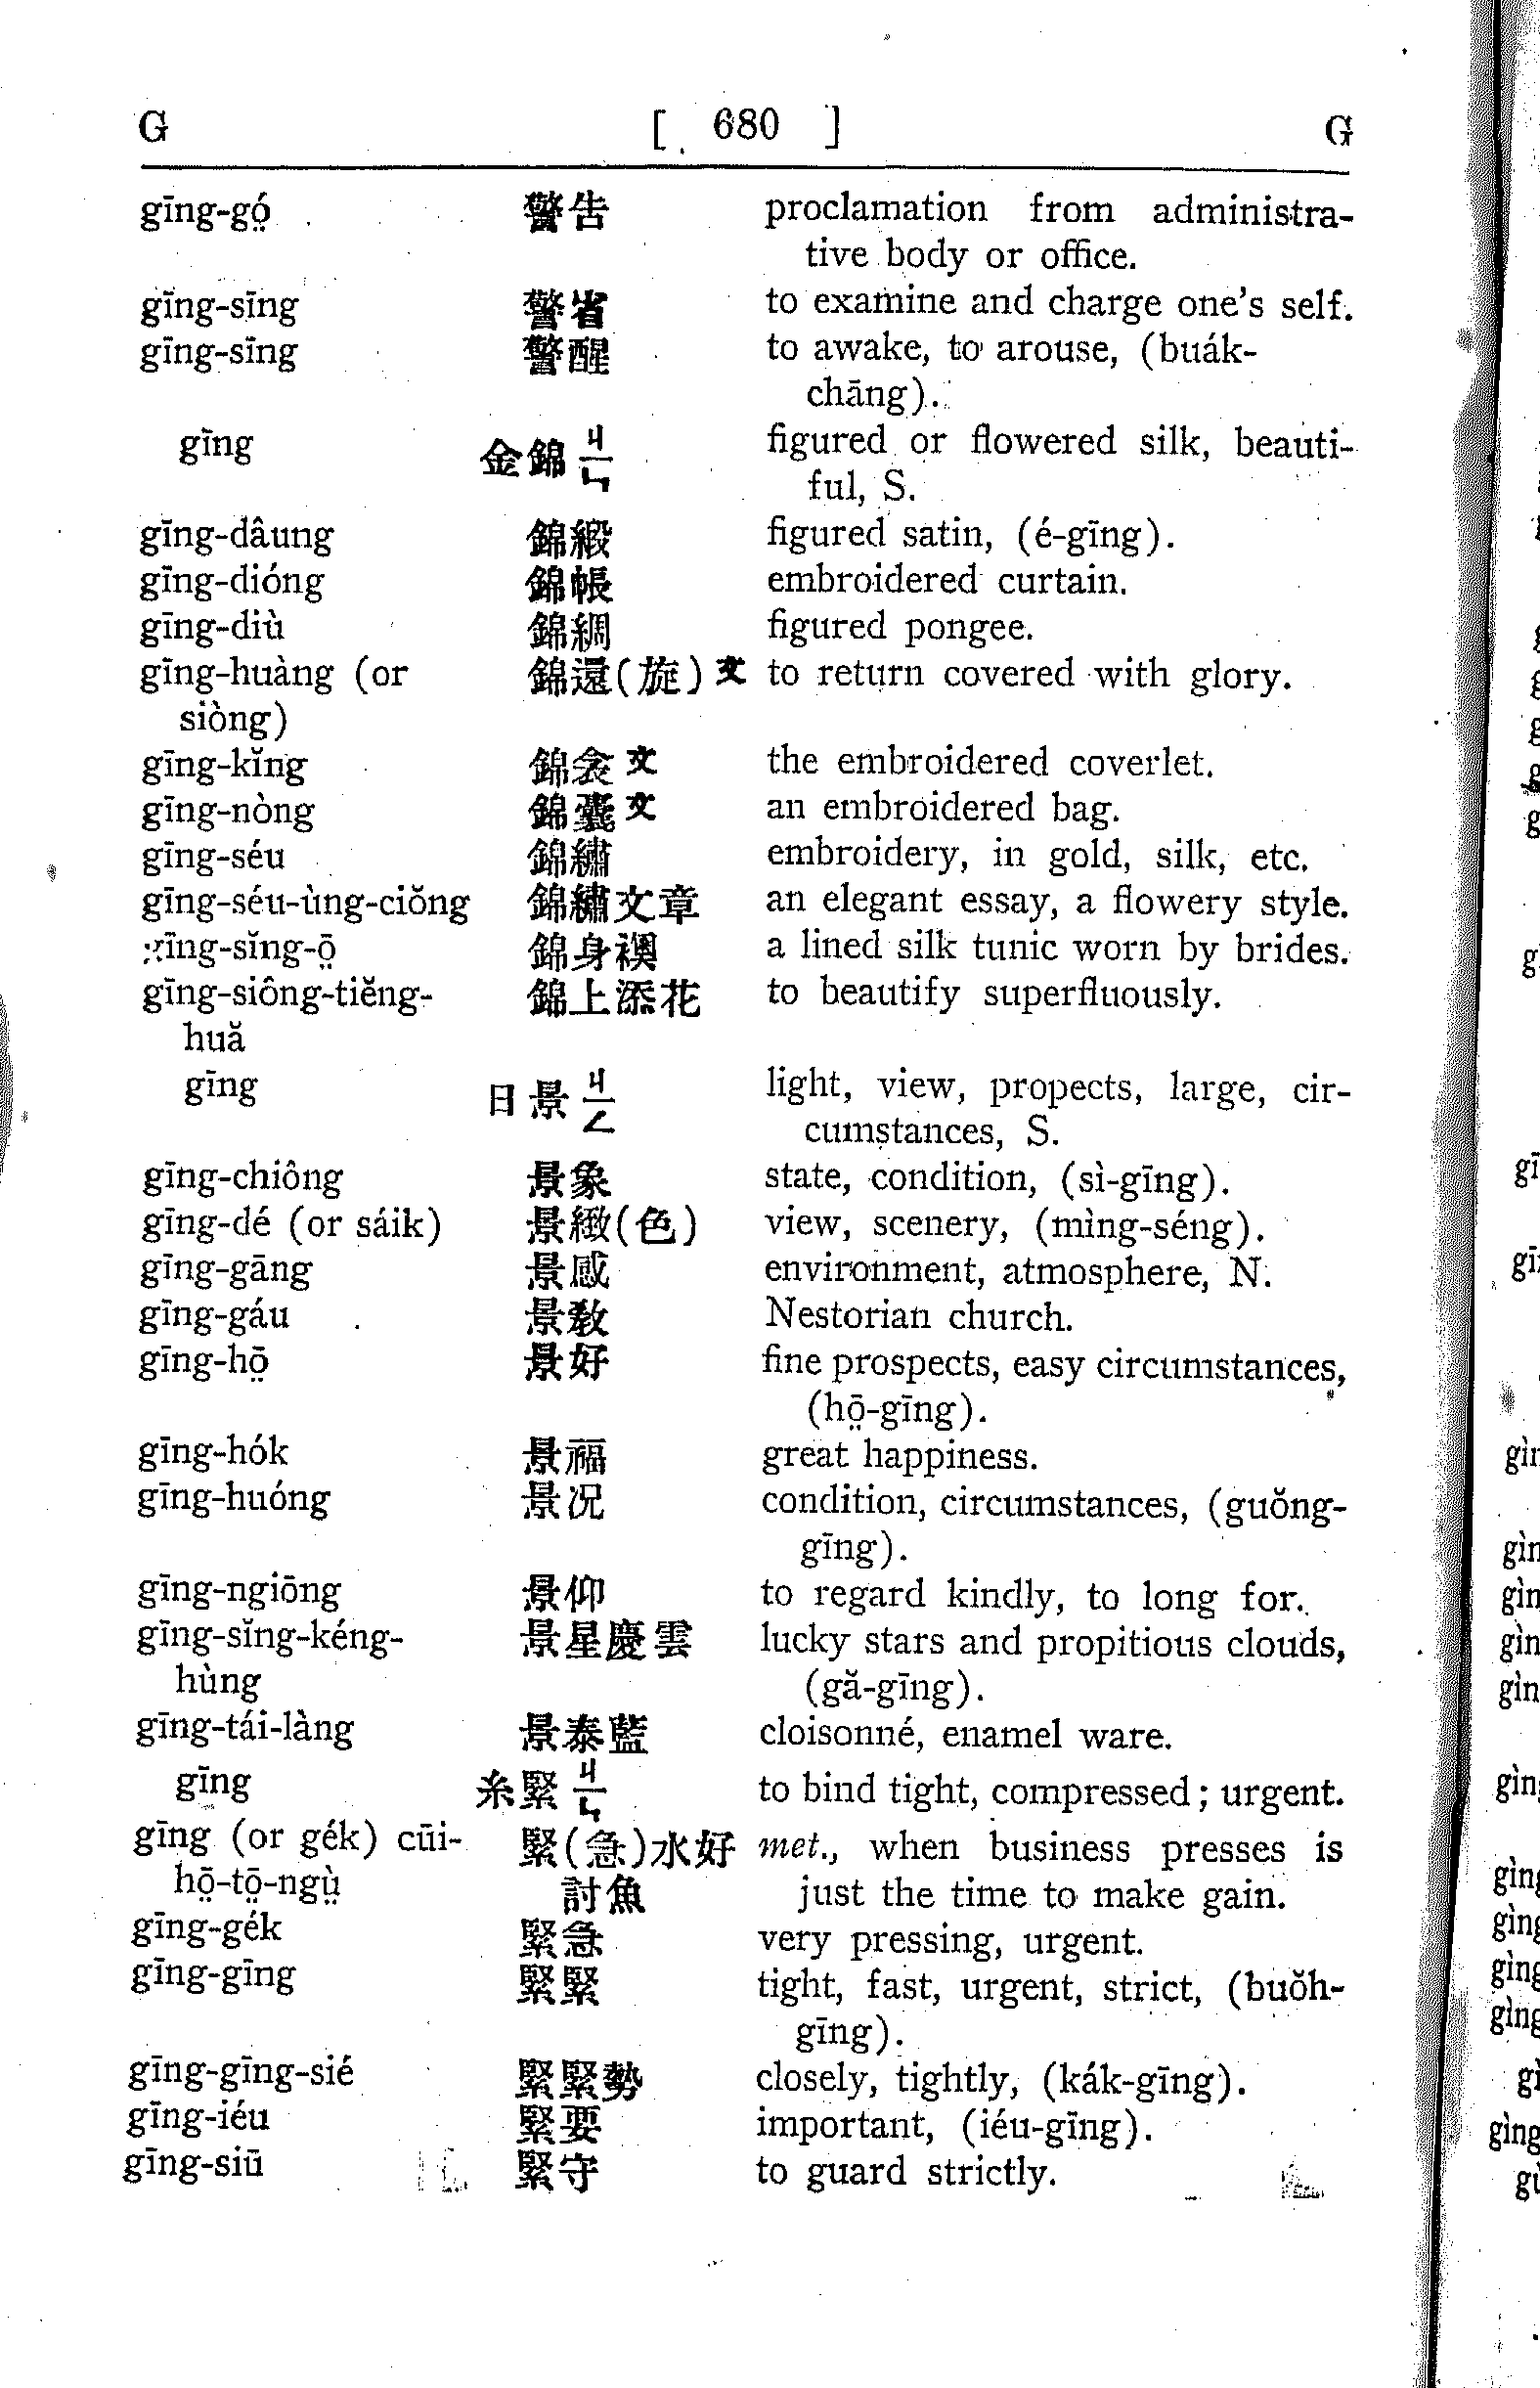 G [ 680 ] G
gīng-gó̤ 警告 proclamation from administra-
tive body or office.
gīng-sīng 警省 to examine and charge one's self.
gīng-sīng 警醒 to awake, to arouse, (buák-
chāng).
gīng 金錦 ㄐㄣ figured or flowered silk, beauti-
ful, S.
gīng-dâung 錦緞 figured satin, (é-gīng).
gīng-dióng 錦帳 embroidered curtain.
gīng-diù 錦綢 figured pongee.
gīng-huàng (or 錦還(旋)文 to return covered with glory.
siòng)
gīng-kĭng 錦衾文 the embroidered coverlet.
gīng-nòng 錦囊文 an embroidered bag.
gīng-séu 錦繡 embroidery, in gold, silk, etc.
gīng-séu-ùng-ciŏng 錦繡文章 an elegant essay, a flowery style.
gīng-sĭng-ō̤ 錦身襖 a lined silk tunic worn by brides.
gīng-siông-tiĕng- 錦上添花 to beautify superfluously.
huă
gīng 日景 ㄐㄥ light, view, propects, large, cir-
cumstances, S.
gīng-chiông 景象 state, condition, (sì-gīng).
gīng-dé (or sáik) 景緻(色) view, scenery, (mìng-séng).
gīng-gāng 景感 environment, atmosphere, N.
gīng-gáu 景教 Nestorian church.
gīng-hō̤ 景好 fine prospects, easy circumstances,
(hō̤-gīng).
gīng-hók 景福 great happiness.
gīng-huóng 景况 condition, circumstances, (guŏng-
gīng).
gīng-ngiōng 景仰 to regard kindly, to long for.
gīng-sĭng-kéng- 景星慶雲 lucky stars and propitious clouds,
hùng (gă-gīng).
gīng-tái-làng 景泰藍 cloisonné, enamel ware.
gīng 糸緊 ㄐㄣ to bind tight, compressed; urgent.
gīng (or gék) cūi- 緊(急)水好 met., when business presses is
hō̤-tō̤-ngṳ̀ 討魚 just the time to make gain.
gīng-gék 緊急 very pressing, urgent.
gīng-gīng 緊緊 tight, fast, urgent, strict, (buŏh-
gīng).
gīng-gīng-sié 緊緊勢 closely, tightly, (kák-gīng).
gīng-iéu 緊要 important, (iéu-gīng).
gīng-siū 緊守 to guard strictly.